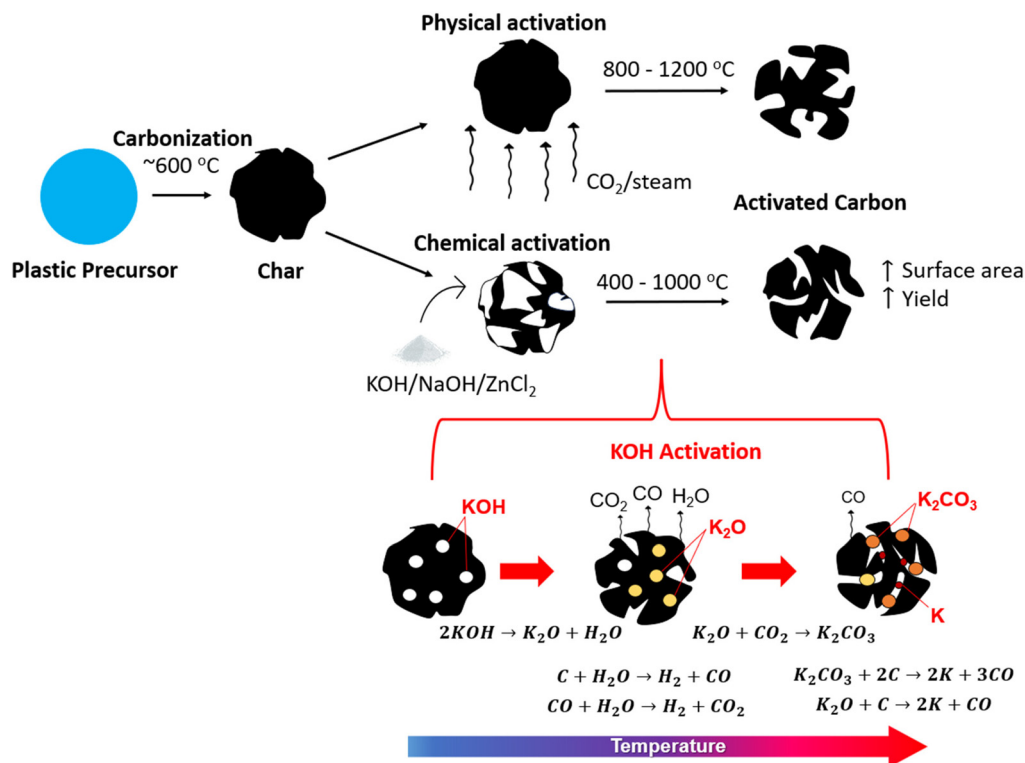 Physical activation
800 - 1200 °C
Carbonization
~600 °C
CO₂/steam
Plastic Precursor
Char
Chemical activation
400 - 1000 °C
Activated Carbon
↑ Surface area
↑ Yield
KOH/NaOH/ZnCl₂
KOH Activation
KOH
CO₂
CO
H₂O
K₂O
CO
K₂CO₃
K
2KOH → K₂O + H₂O
K₂O + CO₂ → K₂CO₃
C + H₂O → H₂ + CO
CO + H₂O → H₂ + CO₂
K₂CO₃ + 2C → 2K + 3CO
K₂O + C → 2K + CO
Temperature